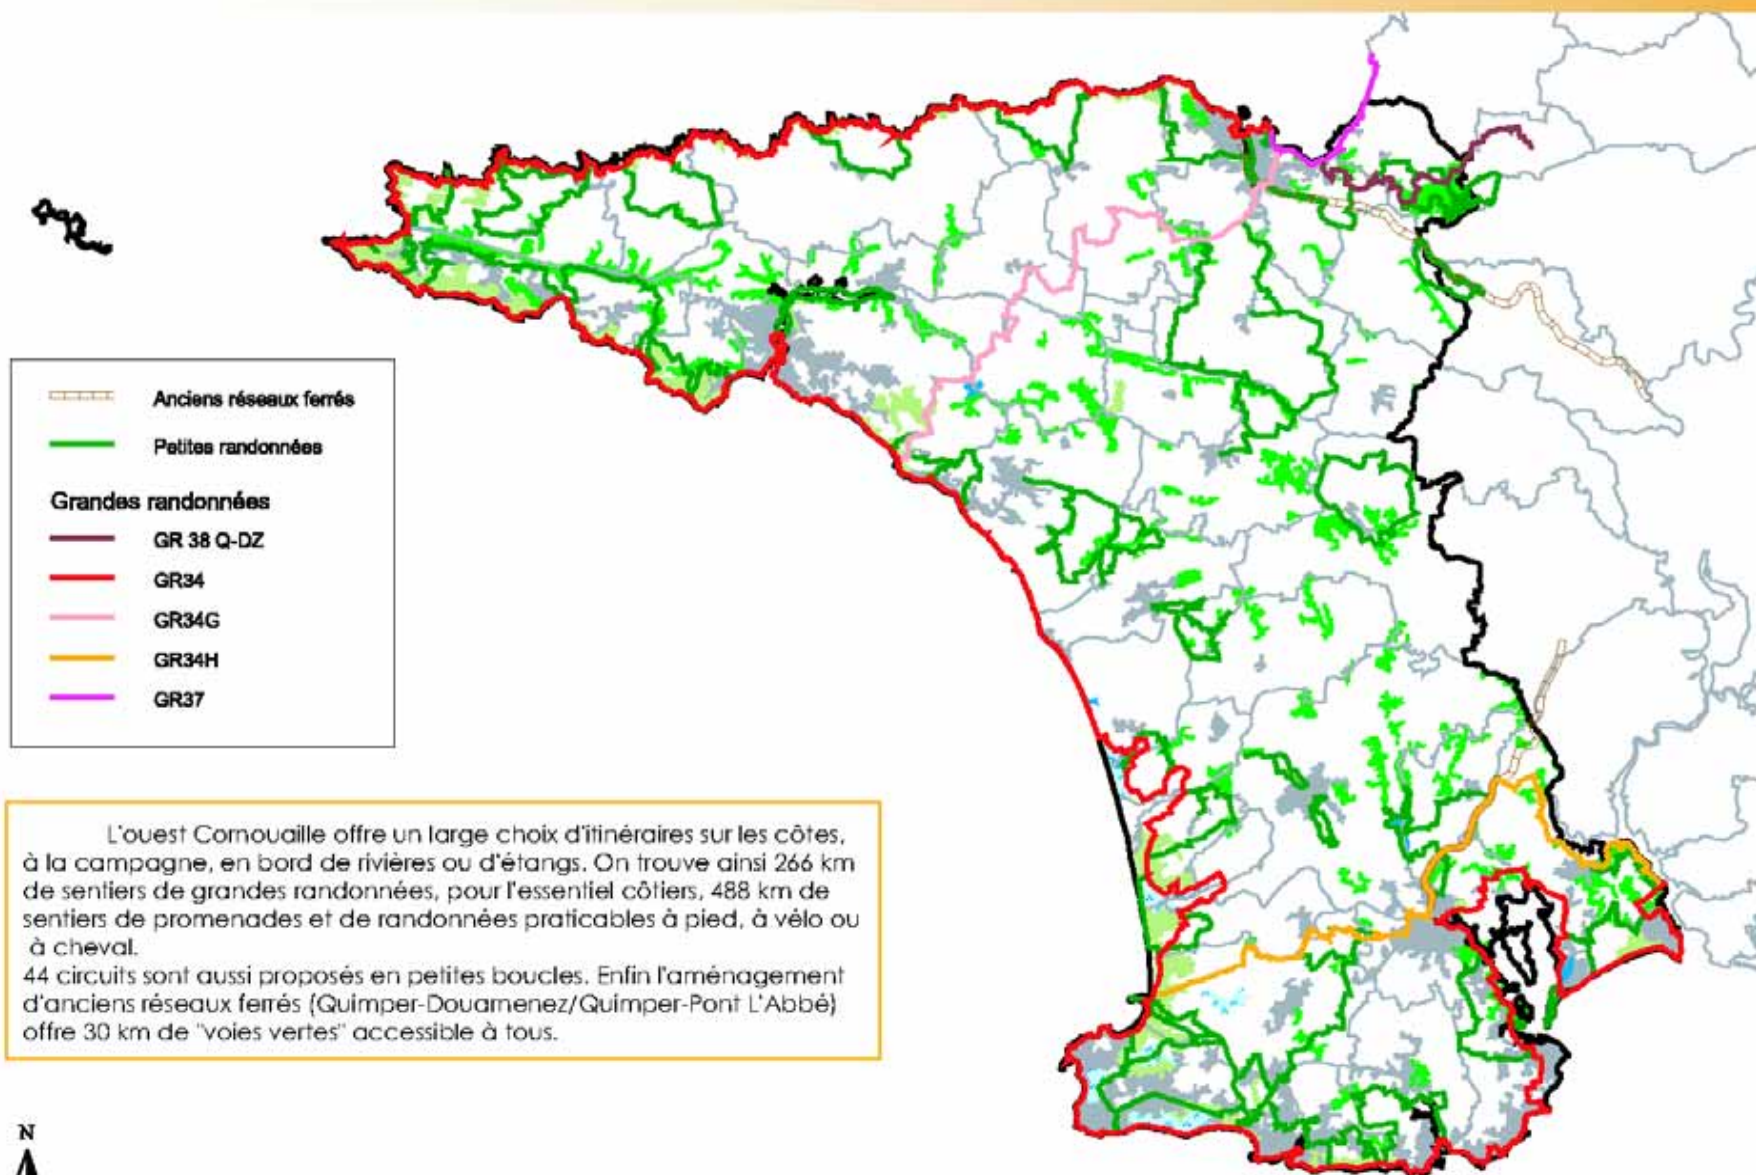 Anciens réseaux ferrés
Petites randonnées
Grandes randonnées
GR 38 Q-DZ
GR34
GR34G
GR34H
GR37
L'ouest Cornouaille offre un large choix d'itinéraires sur les côtes,
à la campagne, en bord de rivières ou d'étangs. On trouve ainsi 266 km
de sentiers de grandes randonnées, pour l'essentiel côtiers, 488 km de
sentiers de promenades et de randonnées praticables à pied, à vélo ou
à cheval.
44 circuits sont aussi proposés en petites boucles. Enfin l'aménagement
d'anciens réseaux ferrés (Quimper-Douarnenez/Quimper-Pont L'Abbé)
offre 30 km de "voies vertes" accessible à tous.
N